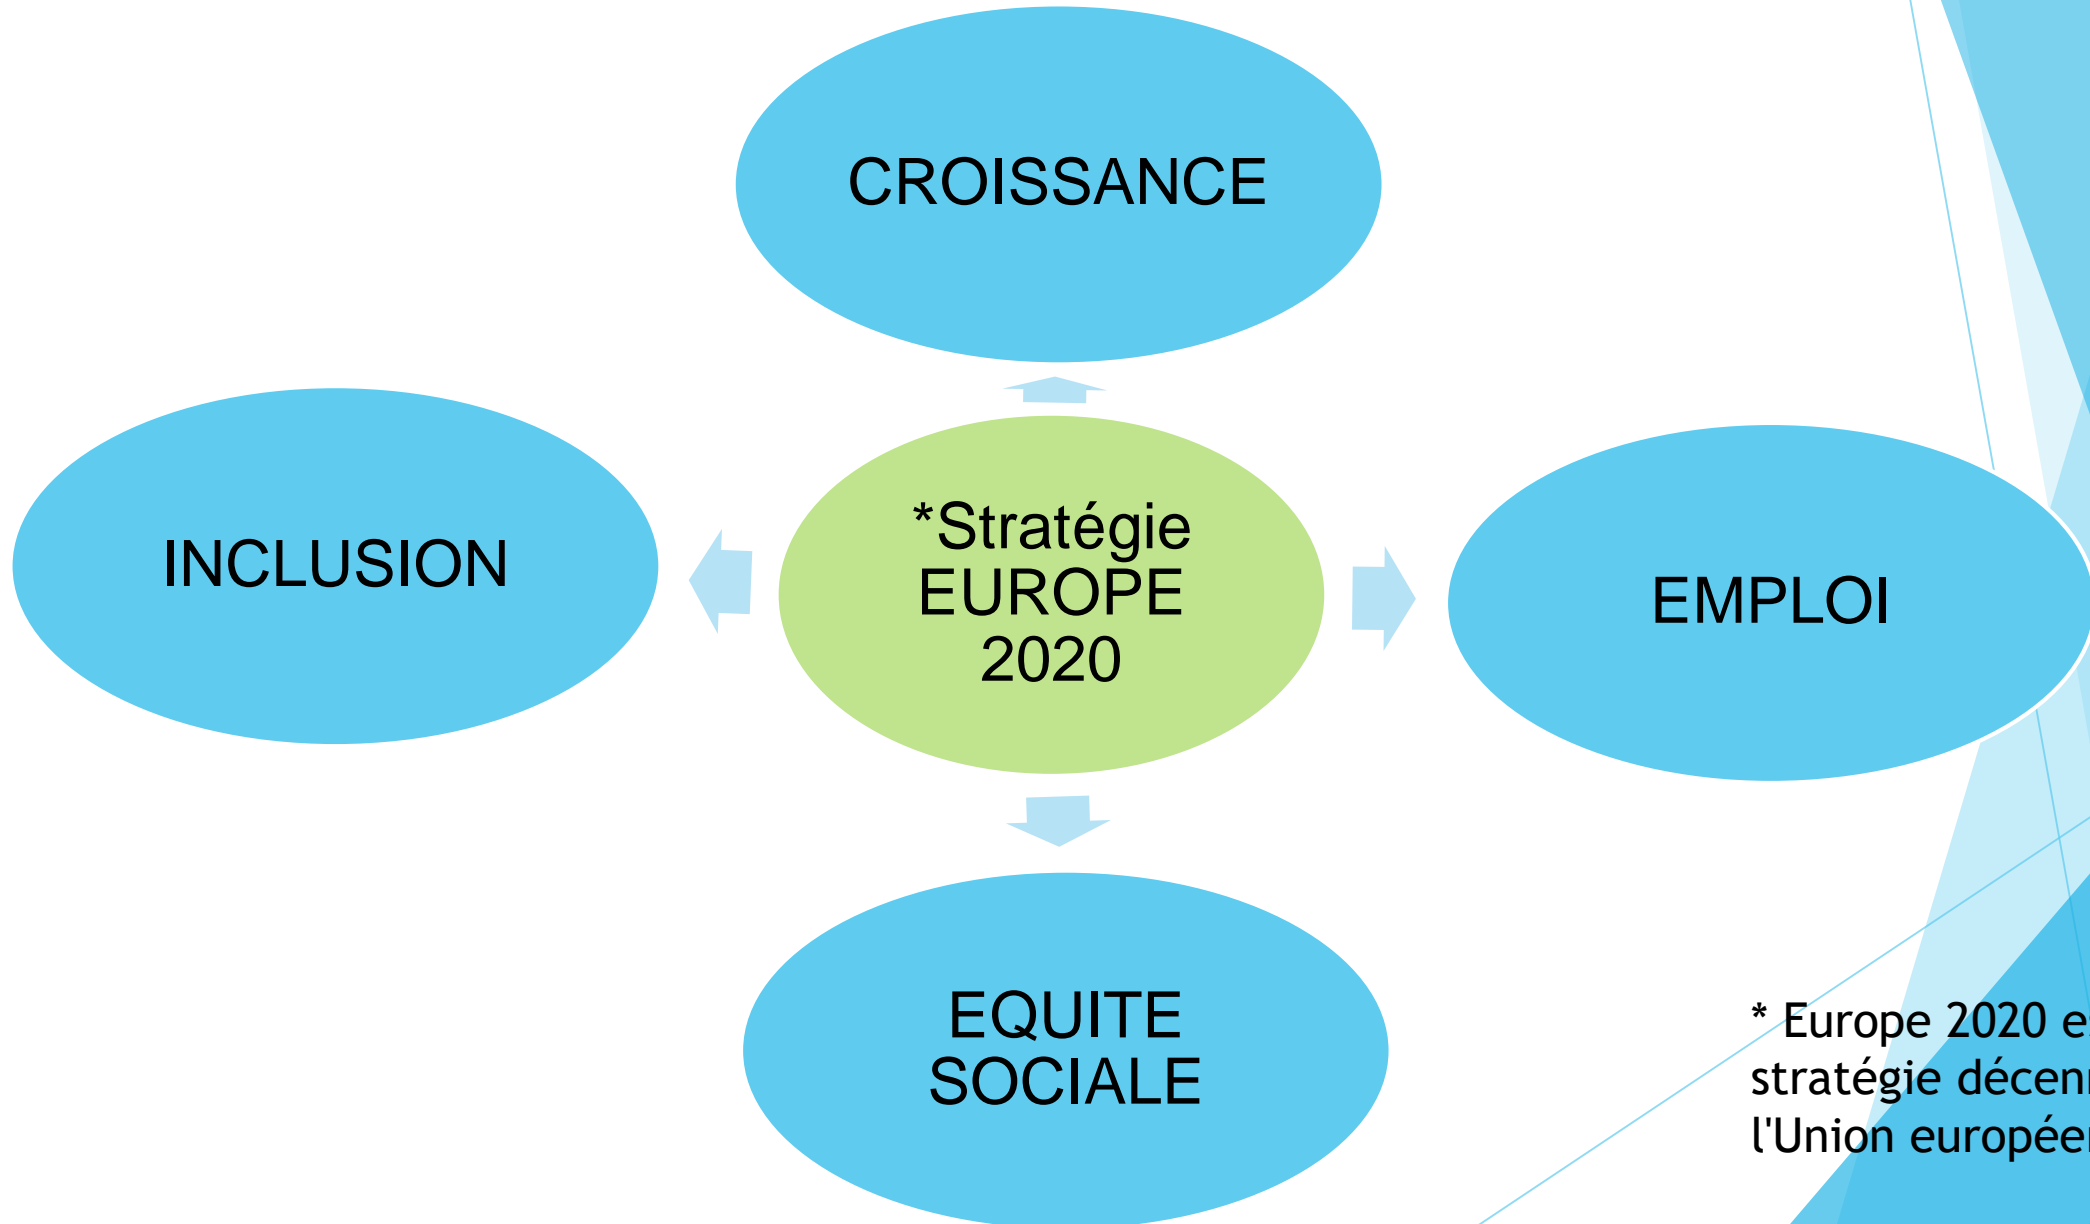 CROISSANCE
INCLUSION
*Stratégie
EUROPE
2020
EMPLOI
EQUITE
SOCIALE
* Europe 2020
stratégie
l'Union